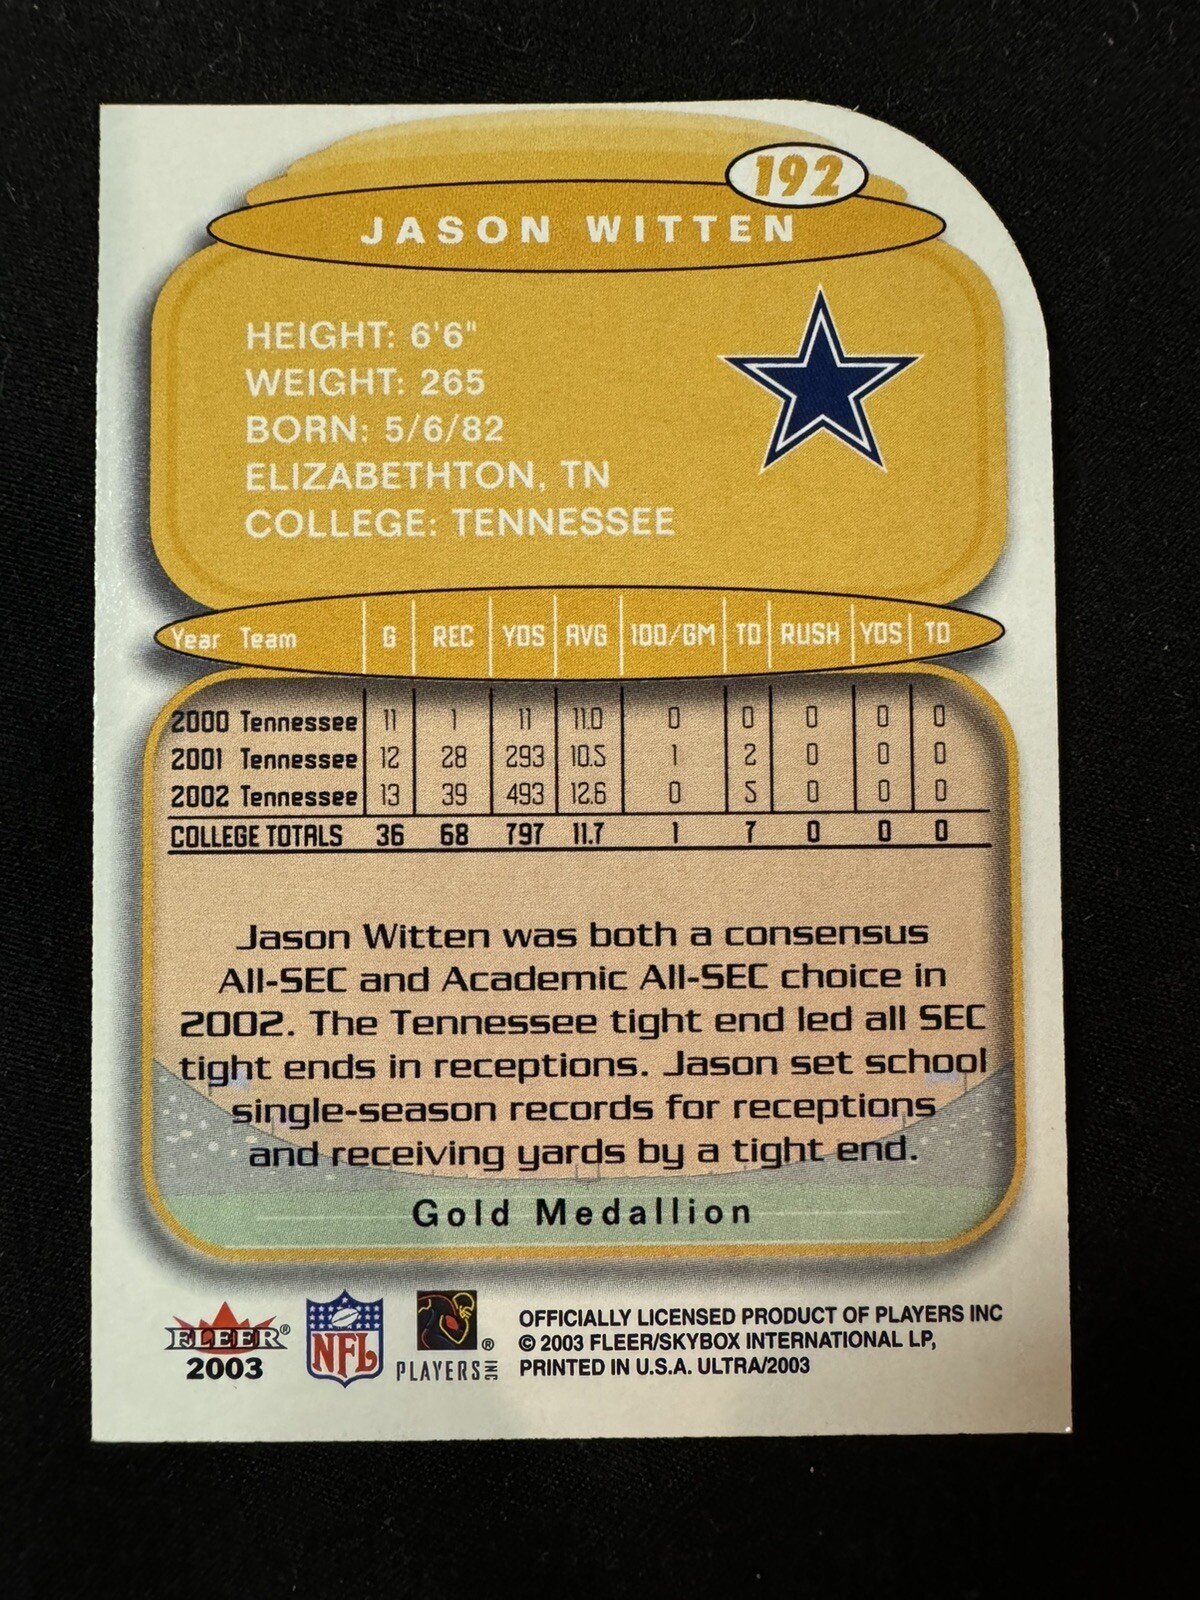 192
JASON WITTEN
HEIGHT: 6'6"
WEIGHT: 265
BORN: 5/6/82
ELIZABETHTON, TN
COLLEGE: TENNESSEE
Year Team G REC YDS AVG 100/GM TD RUSH YDS TD
2000 Tennessee 11 1 11 11.0 0 0 0 0 0
2001 Tennessee 12 28 293 10.5 1 2 0 0 0
2002 Tennessee 13 39 493 12.6 0 5 0 0 0
COLLEGE TOTALS 36 68 797 11.7 1 7 0 0 0
Jason Witten was both a consensus
All-SEC and Academic All-SEC choice in
2002. The Tennessee tight end led all SEC
tight ends in receptions. Jason set school
single-season records for receptions
and receiving yards by a tight end.
Gold Medallion
FLEER®
2003
NFL
®
PLAYERS INC
OFFICIALLY LICENSED PRODUCT OF PLAYERS INC
© 2003 FLEER/SKYBOX INTERNATIONAL LP,
PRINTED IN U.S.A. ULTRA/2003